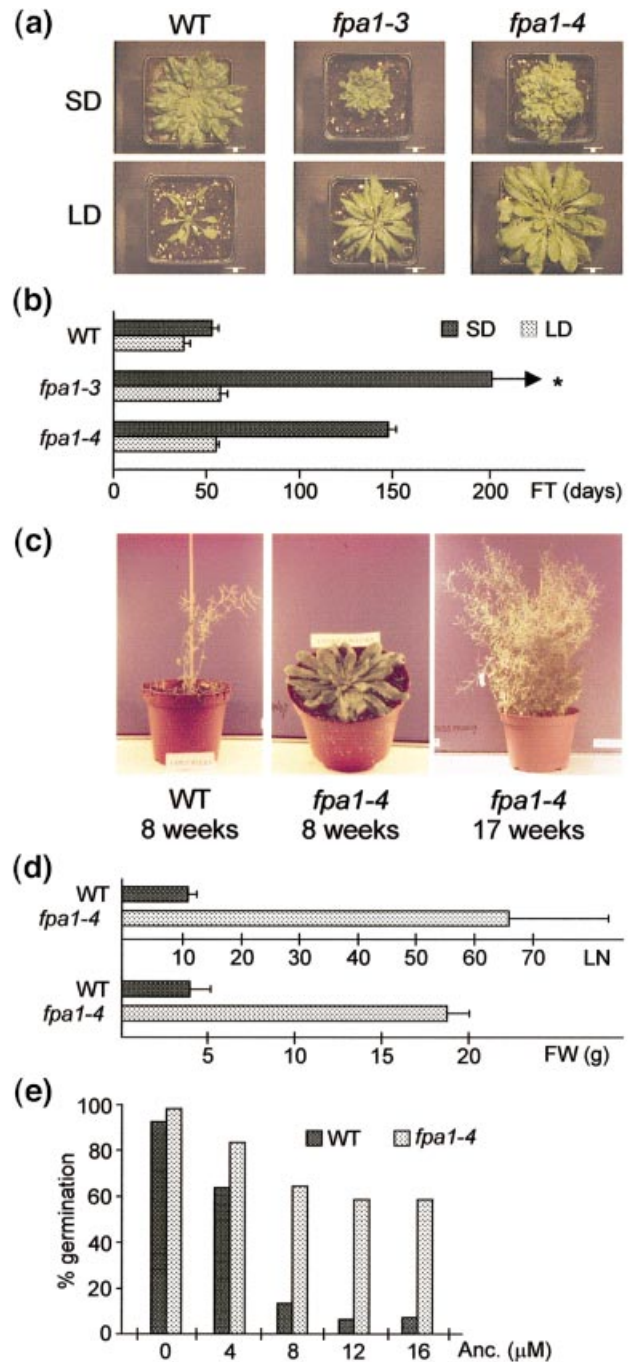 (a) WT fpa1-3 fpa1-4
SD
LD
(b)
WT
fpa1-3
fpa1-4
SD LD
*
0 50 100 150 200 FT (days)
(c)
WT
8 weeks
fpa1-4
8 weeks
fpa1-4
17 weeks
(d)
WT
fpa1-4
10 20 30 40 50 60 70 LN
WT
fpa1-4
5 10 15 20 FW (g)
(e)
WT fpa1-4
% germination
100
80
60
40
20
0
0 4 8 12 16 Anc. (μM)